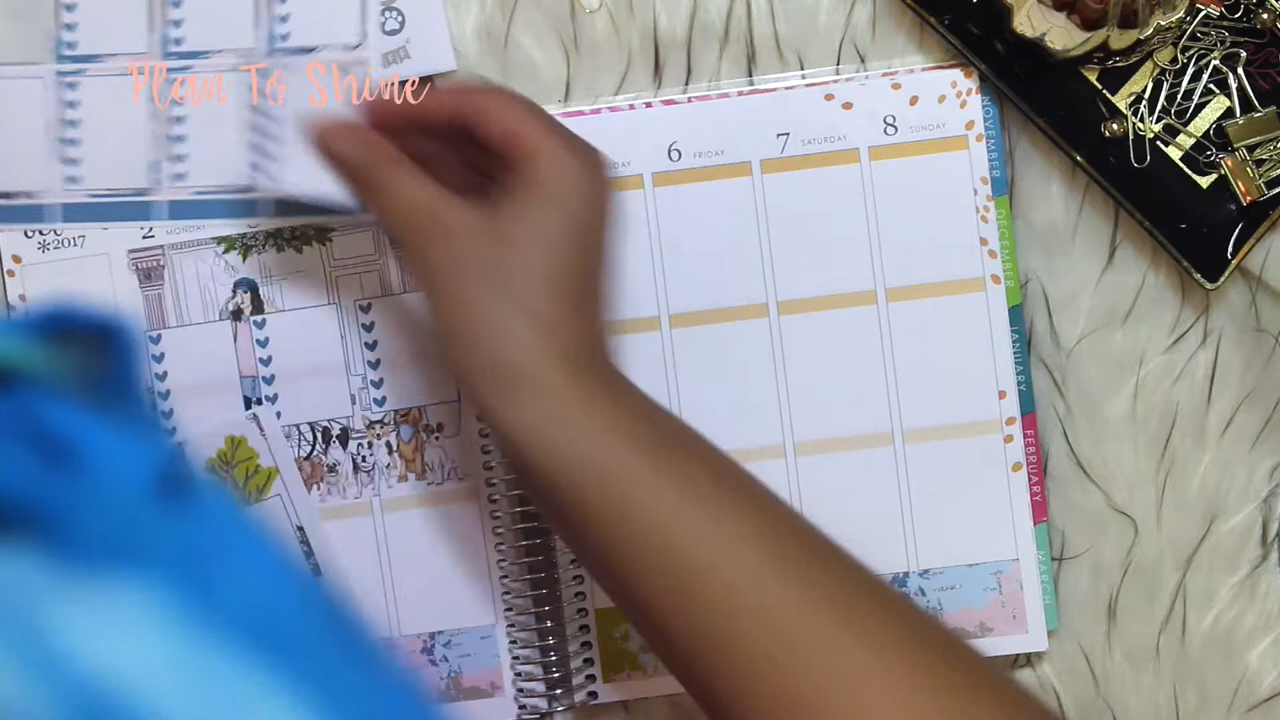 Plan To Shine
*2017
2 MONDAY
6 FRIDAY
7 SATURDAY
8 SUNDAY
NOVEMBER
DECEMBER
JANUARY
FEBRUARY
MARCH